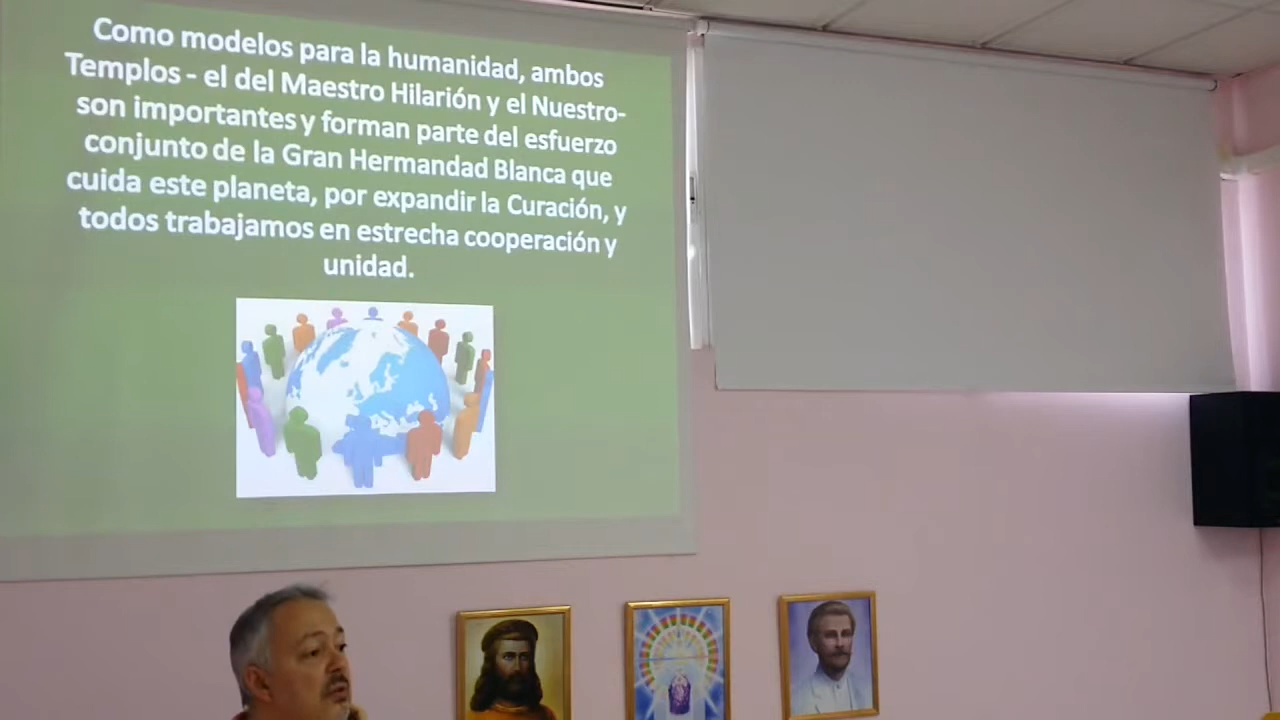 Como modelos para la humanidad, ambos
Templos - el del Maestro Hilarión y el Nuestro-
son importantes y forman parte del esfuerzo
conjunto de la Gran Hermandad Blanca que
cuida este planeta, por expandir la Curación, y
todos trabajamos en estrecha cooperación y
unidad.